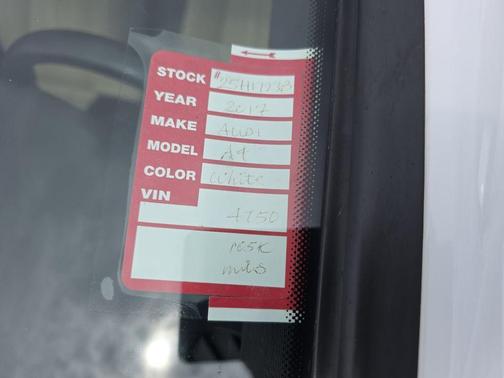 STOCK #
YEAR 2017
MAKE AUDI
MODEL A4
COLOR White
VIN
4750
105K
miles